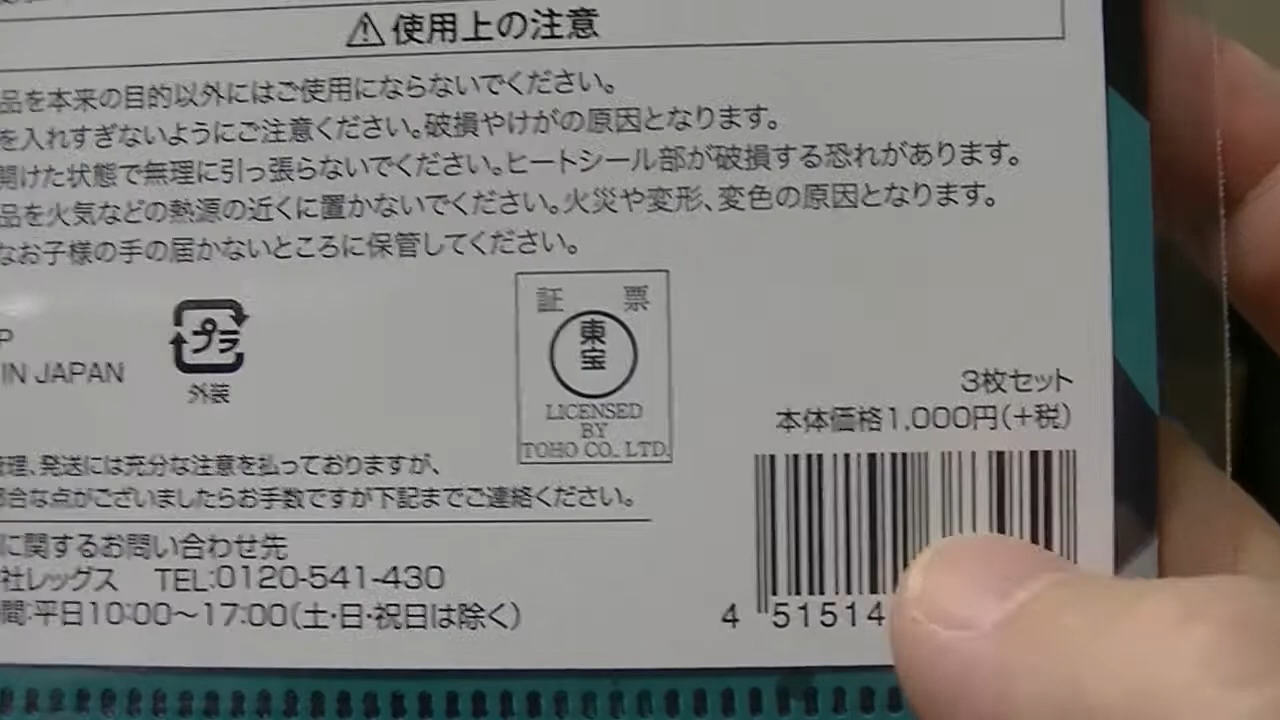 ⚠使用上の注意
品を本来の目的以外にはご使用にならないでください。
を入れすぎないようにご注意ください。破損やけがの原因となります。
開けた状態で無理に引っ張らないでください。ヒートシール部が破損する恐れがあります。
品を火気などの熱源の近くに置かないでください。火災や変形、変色の原因となります。
なお子様の手の届かないところに保管してください。
P
IN JAPAN
プラ
外装
証 票
東宝
LICENSED
BY
TOHO CO., LTD.
3枚セット
本体価格1,000円(+税)
理、発送には充分な注意を払っておりますが、
合な点がございましたらお手数ですが下記までご連絡ください。
に関するお問い合わせ先
社レッグス TEL:0120-541-430
間:平日10:00～17:00(土・日・祝日は除く)
4 51514